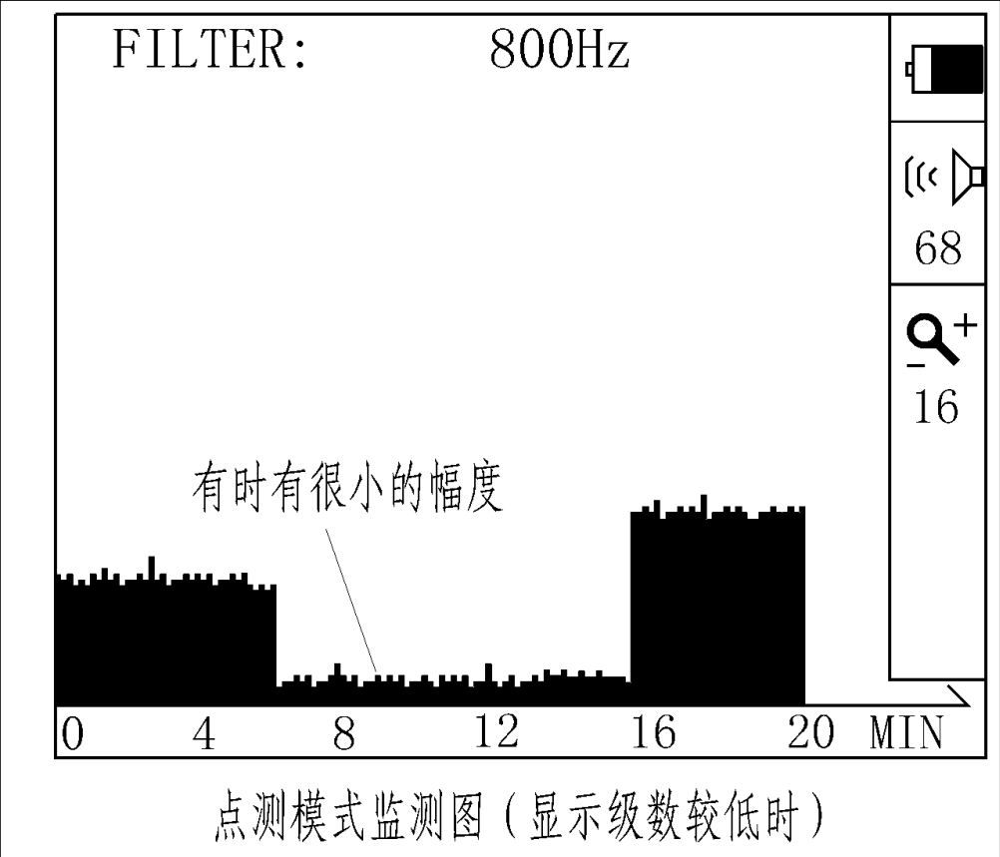 FILTER: 800Hz
68
16
有时有很小的幅度
0 4 8 12 16 20 MIN
点测模式监测图(显示级数较低时)